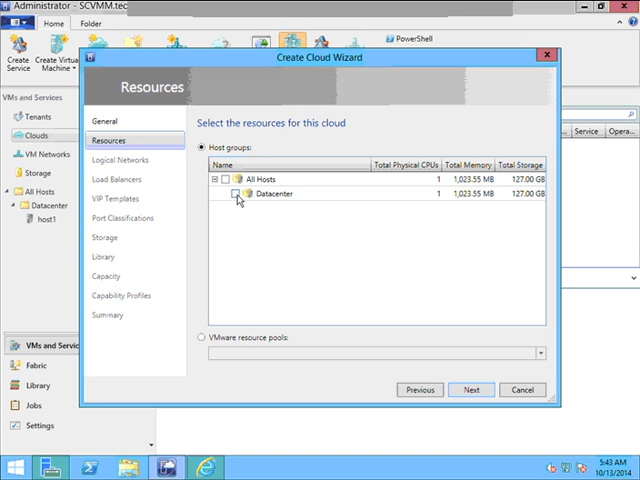 Administrator - SCVMM.tec
Home
Folder
Create
Service
Create Virtual
Machine
PowerShell
VMs and Services
Tenants
Clouds
VM Networks
Storage
All Hosts
Datacenter
host1
VMs and Servic
Fabric
Library
Jobs
Settings
Service
Opera...
Create Cloud Wizard
Resources
General
Resources
Logical Networks
Load Balancers
VIP Templates
Port Classifications
Storage
Library
Capacity
Capability Profiles
Summary
Select the resources for this cloud
Host groups:
Name Total Physical CPUs Total Memory Total Storage
All Hosts 1 1,023.55 MB 127.00 GB
Datacenter 1 1,023.55 MB 127.00 GB
VMware resource pools:
Previous Next Cancel
5:43 AM
10/13/2014